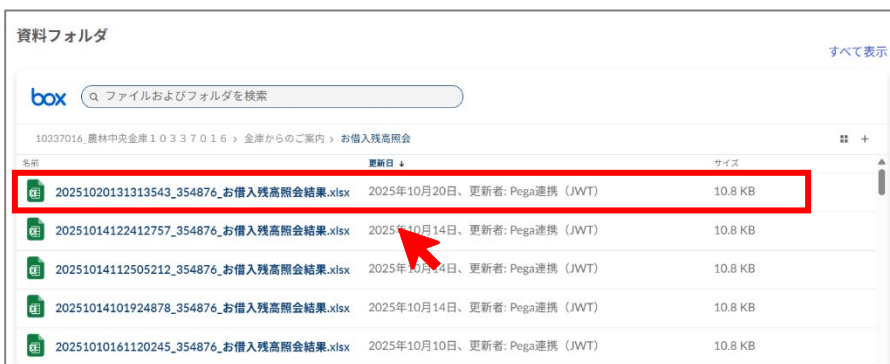 資料フォルダ
すべて表示
box ファイルおよびフォルダを検索
10337016_農林中央金庫10337016 › 金庫からのご案内 › お借入残高照会
名前 更新日 ↓ サイズ
20251020131313543_354876_お借入残高照会結果.xlsx 2025年10月20日、更新者: Pega連携（JWT） 10.8 KB
20251014122412757_354876_お借入残高照会結果.xlsx 2025年10月14日、更新者: Pega連携（JWT） 10.8 KB
20251014112505212_354876_お借入残高照会結果.xlsx 2025年10月14日、更新者: Pega連携（JWT） 10.8 KB
20251014101924878_354876_お借入残高照会結果.xlsx 2025年10月14日、更新者: Pega連携（JWT） 10.8 KB
20251010161120245_354876_お借入残高照会結果.xlsx 2025年10月10日、更新者: Pega連携（JWT） 10.8 KB